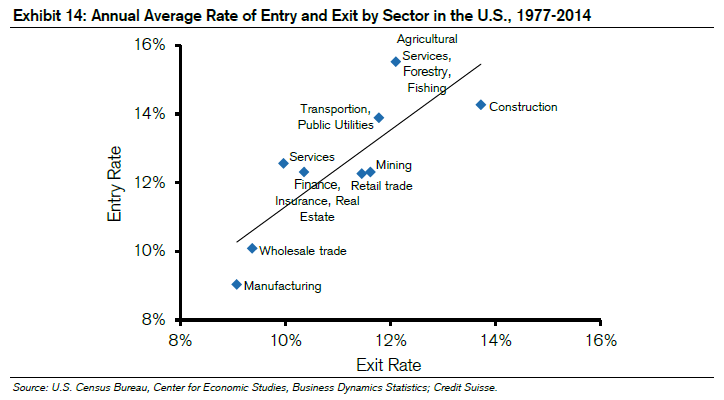 Exhibit 14: Annual Average Rate of Entry and Exit by Sector in the U.S., 1977-2014
16%
14%
12%
10%
8%
Entry Rate
Agricultural
Services,
Forestry,
Fishing
Construction
Transportion,
Public Utilities
Services
Mining
Finance,
Insurance, Real
Estate
Retail trade
Wholesale trade
Manufacturing
8%
10%
12%
14%
16%
Exit Rate
Source: U.S. Census Bureau, Center for Economic Studies, Business Dynamics Statistics; Credit Suisse.